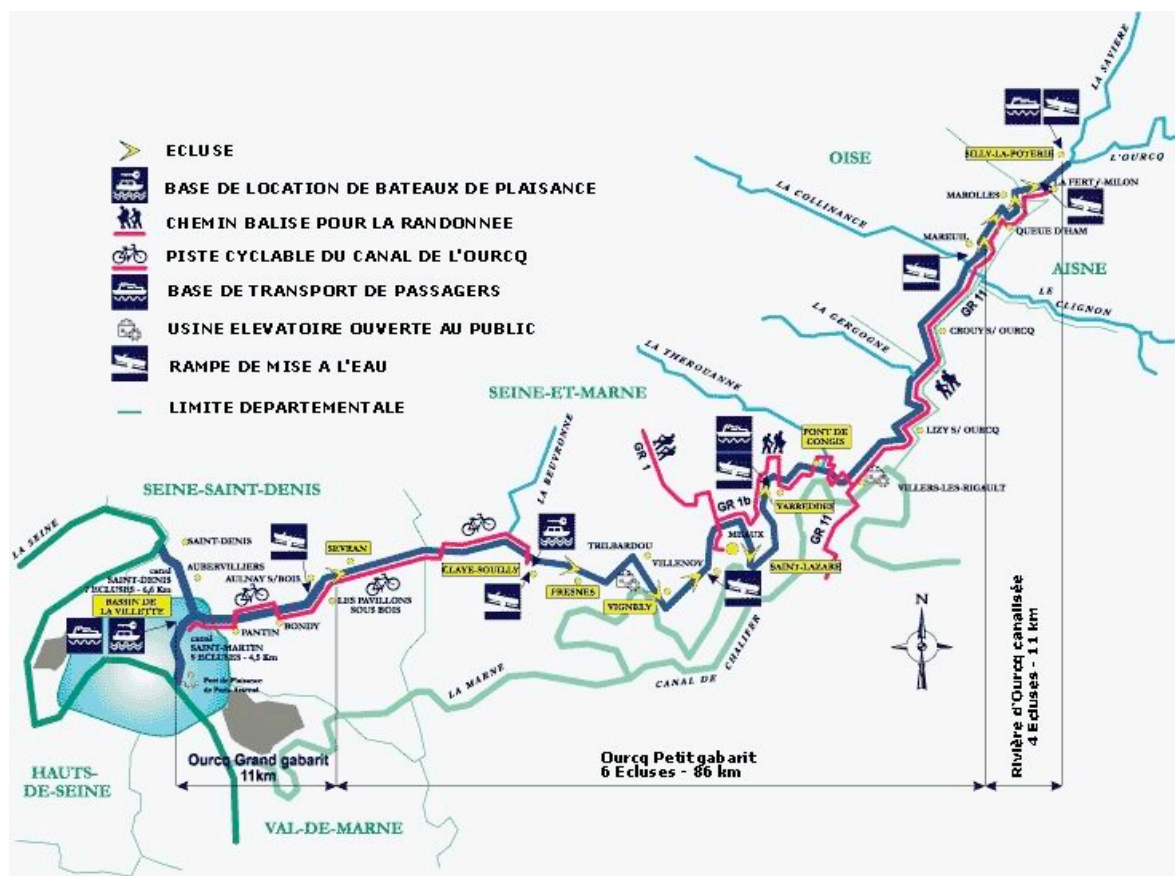 ECLUSE
BASE DE LOCATION DE BATEAUX DE PLAISANCE
CHEMIN BALISE POUR LA RANDONNEE
PISTE CYCLABLE DU CANAL DE L'OURCQ
BASE DE TRANSPORT DE PASSAGERS
USINE ELEVATOIRE OUVERTE AU PUBLIC
RAMPE DE MISE A L'EAU
LIMITE DEPARTEMENTALE
LA SAVIERE
OISE
SILLY-LA-POTERIE
L'OURCQ
LA COLLINANCE
MAROLLES
LA FERTƒ-MILON
MAREUIL
QUEUE D'HAM
AISNE
GR 11
LE
CLIGNON
LA GERGOGNE
CROUY S/ OURCQ
LA THEROUANNE
SEINE-ET-MARNE
PONT DE
CONGIS
LIZY S/ OURCQ
GR 1
LA BEUVRONNE
GR 1b
VARREDDES
VILLERS-LES-RIGAULT
GR 11
SEINE-SAINT-DENIS
LA SEINE
SAINT-DENIS
SEVRAN
TRILBARDOU
MEAUX
VILLENOY
SAINT-LAZARE
AUBERVILLIERS
AULNAY S/BOIS
CLAYE-SOUILLY
canal
SAINT-DENIS
7 ECLUSES - 6,6 Km
FRESNES
VIGNELY
BASSIN DE
LA VILLETTE
LES PAVILLONS
SOUS BOIS
BONDY
PANTIN
canal
SAINT-MARTIN
9 ECLUSES - 4,5 Km
Port de Plaisance
de Paris Arsenal
LA MARNE
CANAL DE
CHALIFER
N
HAUTS-
DE-SEINE
Ourcq Grand gabarit
11km
Ourcq Petit gabarit
6 Ecluses - 86 km
Rivière d'Ourcq canalisée
4 Ecluses - 11 km
VAL-DE-MARNE